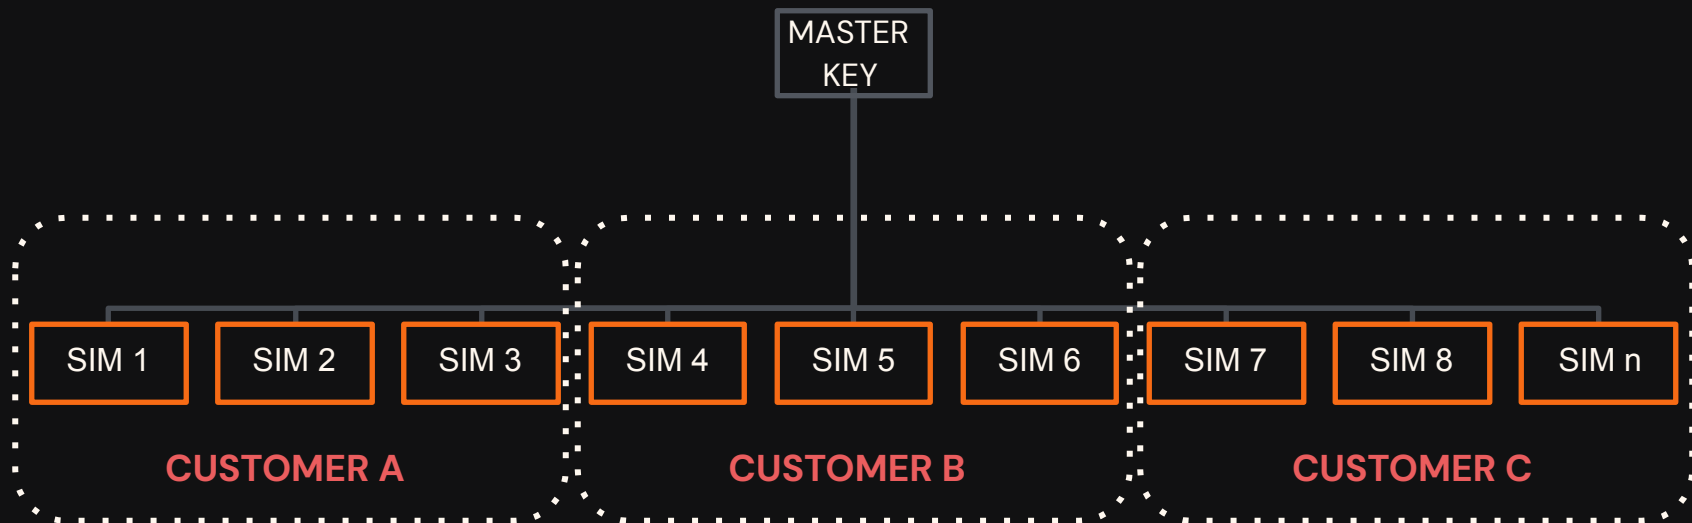 MASTER
KEY
SIM 1
SIM 2
SIM 3
SIM 4
SIM 5
SIM 6
SIM 7
SIM 8
SIM n
CUSTOMER A
CUSTOMER B
CUSTOMER C